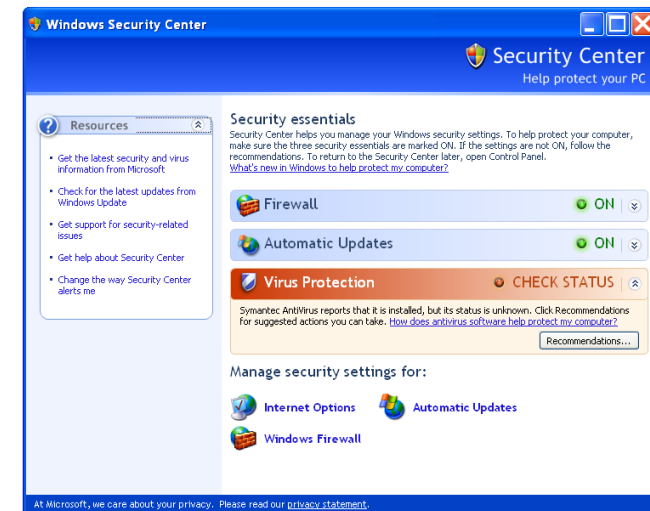 Windows Security Center
Security Center
Help protect your PC
Resources
Get the latest security and virus
information from Microsoft
Check for the latest updates from
Windows Update
Get support for security-related
issues
Get help about Security Center
Change the way Security Center
alerts me
Security essentials
Security Center helps you manage your Windows security settings. To help protect your computer,
make sure the three security essentials are marked ON. If the settings are not ON, follow the
recommendations. To return to the Security Center later, open Control Panel.
What's new in Windows to help protect my computer?
Firewall ON
Automatic Updates ON
Virus Protection CHECK STATUS
Symantec AntiVirus reports that it is installed, but its status is unknown. Click Recommendations
for suggested actions you can take. How does antivirus software help protect my computer?
Recommendations...
Manage security settings for:
Internet Options Automatic Updates
Windows Firewall
At Microsoft, we care about your privacy. Please read our privacy statement.